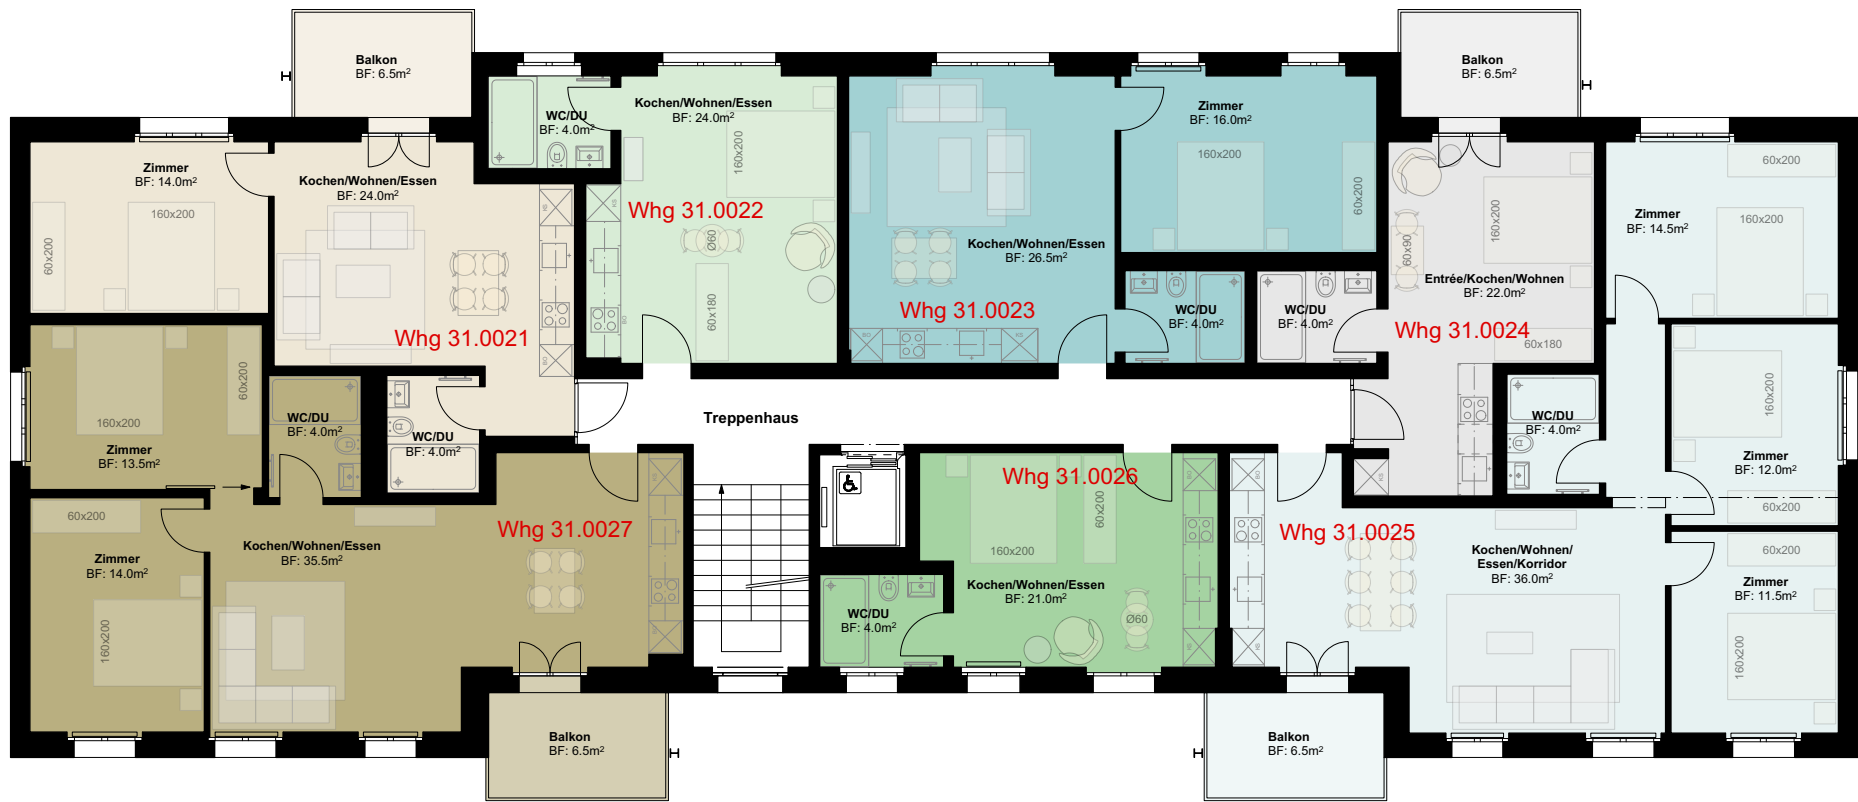 Balkon
BF: 6.5m²
Balkon
BF: 6.5m²
Zimmer
BF: 14.0m²
160x200
60x200
Kochen/Wohnen/Essen
BF: 24.0m²
Whg 31.0021
KS
BO
WC/DU
BF: 4.0m²
WC/DU
BF: 4.0m²
Kochen/Wohnen/Essen
BF: 24.0m²
160x200
Whg 31.0022
KS
Ø60
60x180
BO
Kochen/Wohnen/Essen
BF: 26.5m²
Whg 31.0023
BO
KS
Zimmer
BF: 16.0m²
160x200
60x200
WC/DU
BF: 4.0m²
WC/DU
BF: 4.0m²
160x200
60x90
Entrée/Kochen/Wohnen
BF: 22.0m²
Whg 31.0024
60x180
Zimmer
BF: 14.5m²
60x200
160x200
Zimmer
BF: 13.5m²
160x200
60x200
WC/DU
BF: 4.0m²
Treppenhaus
WC/DU
BF: 4.0m²
160x200
Zimmer
BF: 12.0m²
60x200
60x200
Zimmer
BF: 14.0m²
160x200
Kochen/Wohnen/Essen
BF: 35.5m²
Whg 31.0027
Whg 31.0026
160x200
60x200
Kochen/Wohnen/Essen
BF: 21.0m²
Ø60
WC/DU
BF: 4.0m²
Whg 31.0025
Kochen/Wohnen/
Essen/Korridor
BF: 36.0m²
60x200
Zimmer
BF: 11.5m²
160x200
Balkon
BF: 6.5m²
Balkon
BF: 6.5m²